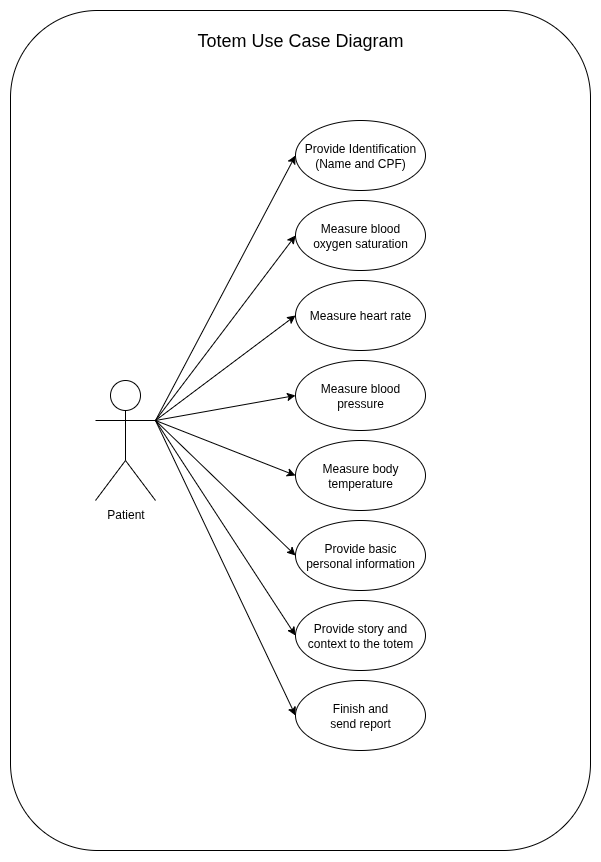 Totem Use Case Diagram
Provide Identification
(Name and CPF)
Measure blood
oxygen saturation
Measure heart rate
Measure blood
pressure
Measure body
temperature
Patient
Provide basic
personal information
Provide story and
context to the totem
Finish and
send report